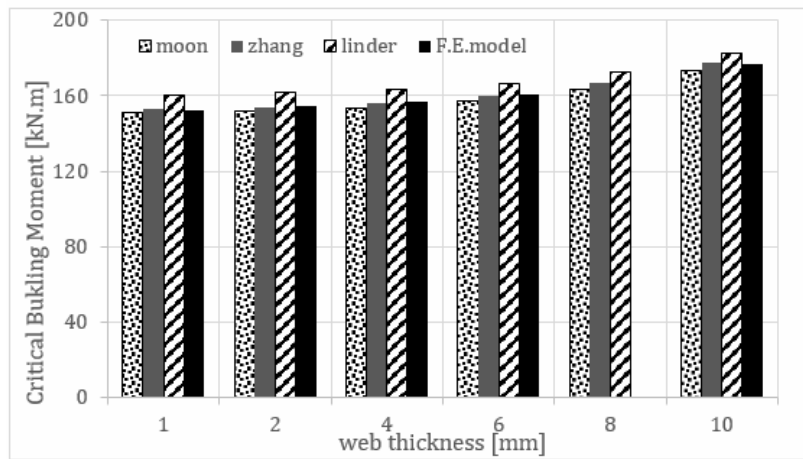 200
160
120
80
40
0
Critical Bukling Moment [kN.m]
moon zhang linder F.E.model
1 2 4 6 8 10
web thickness [mm]